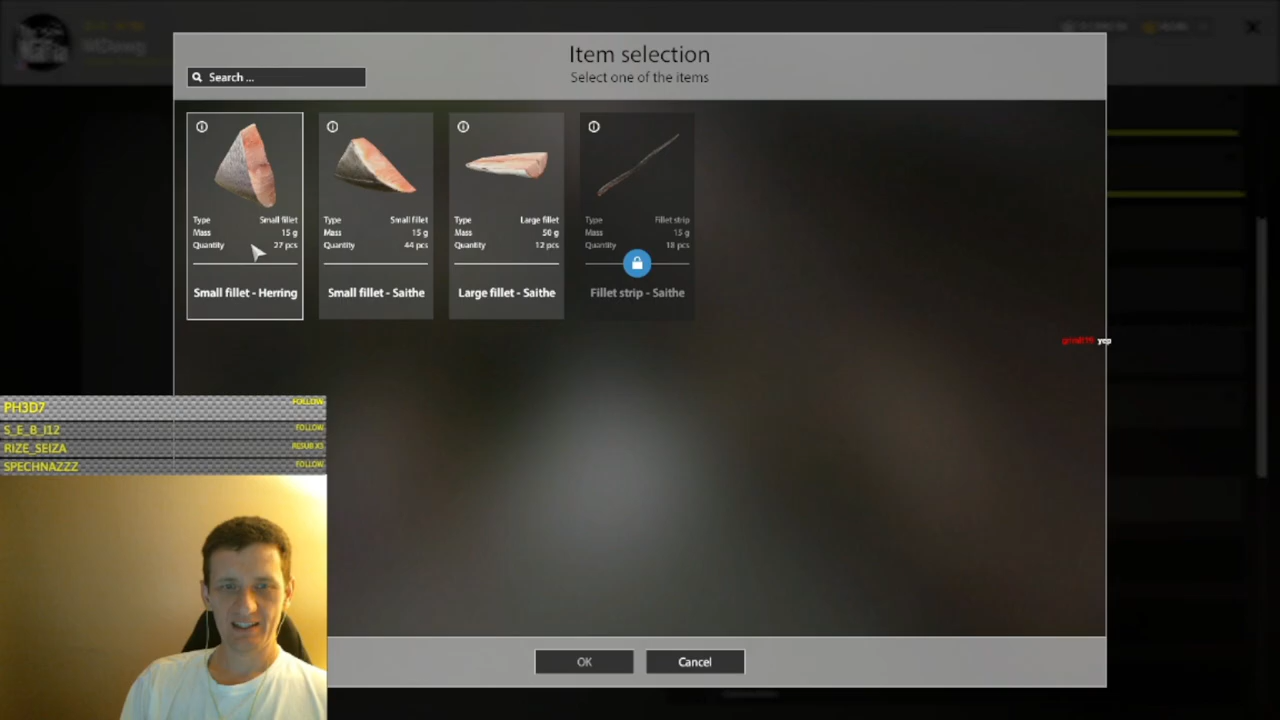 Item selection
Select one of the items
Search ...
Type Small fillet
Mass 15 g
Quantity 27 pcs
Small fillet - Herring
Type Small fillet
Mass 15 g
Quantity 44 pcs
Small fillet - Saithe
Type Large fillet
Mass 50 g
Quantity 12 pcs
Large fillet - Saithe
Type Fillet strip
Mass 15 g
Quantity 18 pcs
Fillet strip - Saithe
yep
PH3D7 FOLLOW
S_E_B_I12 FOLLOW
RIZE_SEIZA RESUB X3
SPECHNAZZZ FOLLOW
OK
Cancel